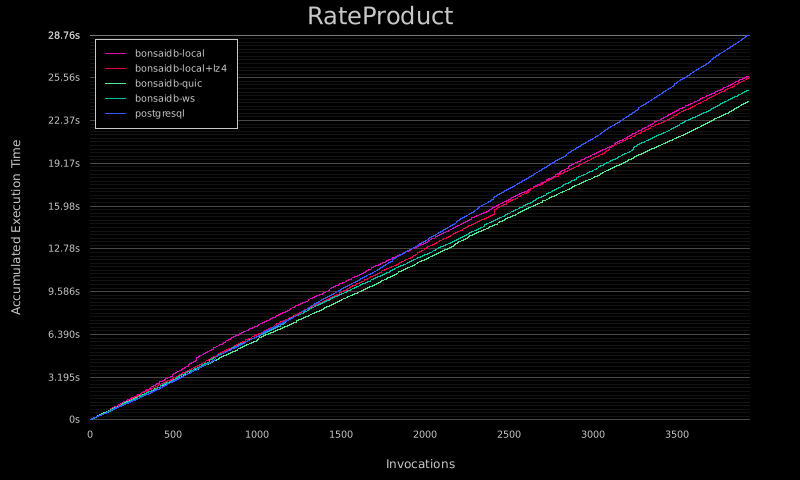 RateProduct
28.76s
25.56s
22.37s
19.17s
15.98s
12.78s
9.586s
6.390s
3.195s
0s
Accumulated Execution Time
bonsaidb-local
bonsaidb-local+lz4
bonsaidb-quic
bonsaidb-ws
postgresql
0 500 1000 1500 2000 2500 3000 3500
Invocations